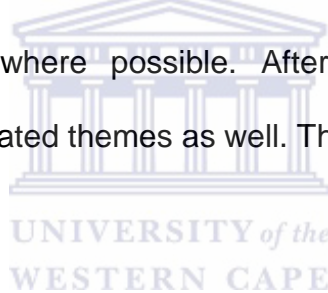 where possible. After
ated themes as well. Th
UNIVERSITY of the
WESTERN CAPE